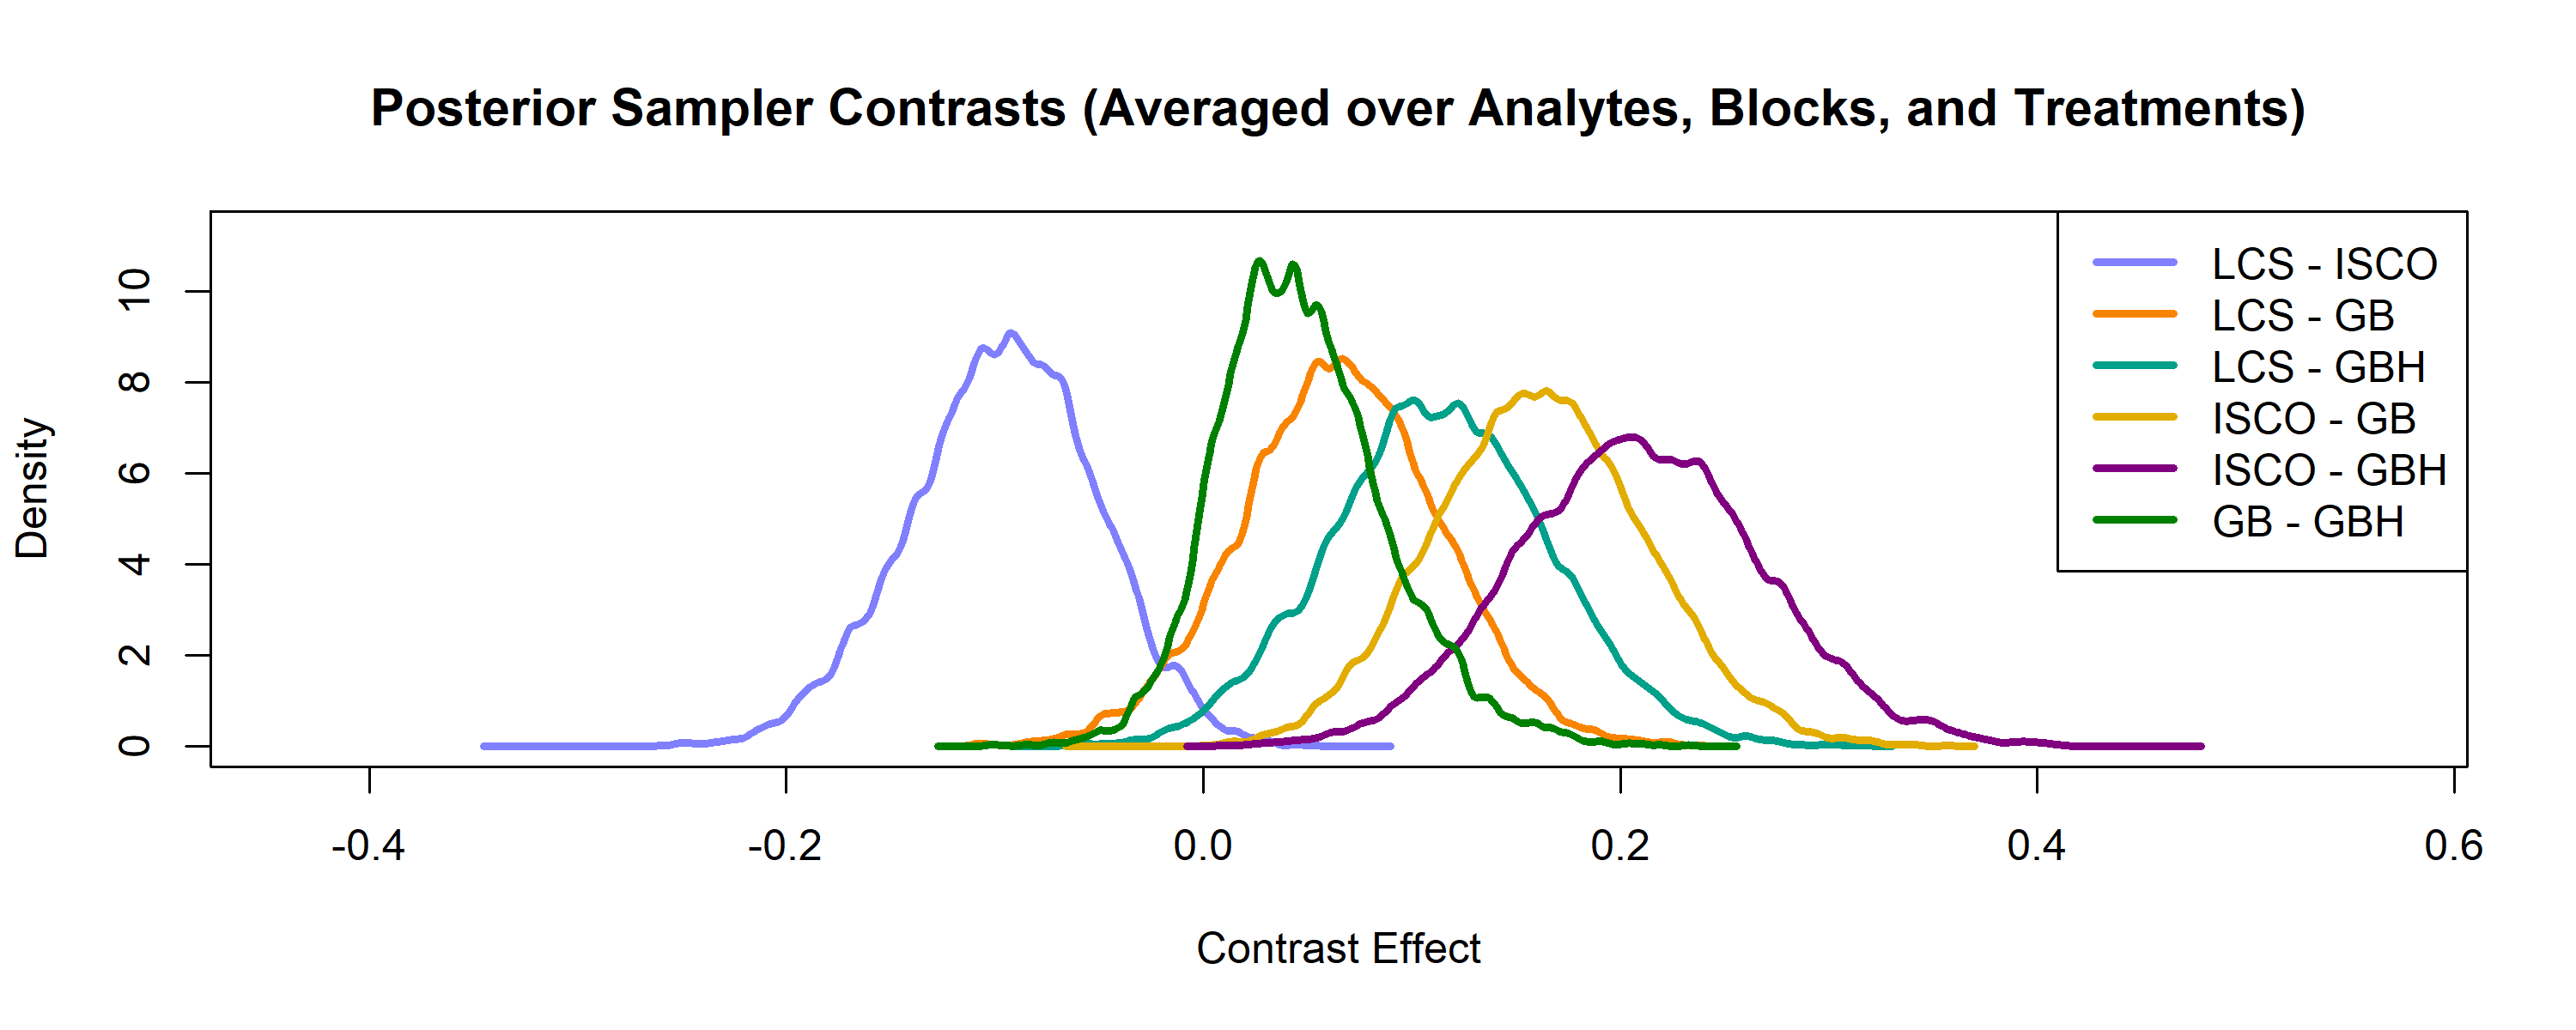 Posterior Sampler Contrasts (Averaged over Analytes, Blocks, and Treatments)
Density
10
8
6
4
2
0
LCS - ISCO
LCS - GB
LCS - GBH
ISCO - GB
ISCO - GBH
GB - GBH
-0.4 -0.2 0.0 0.2 0.4 0.6
Contrast Effect